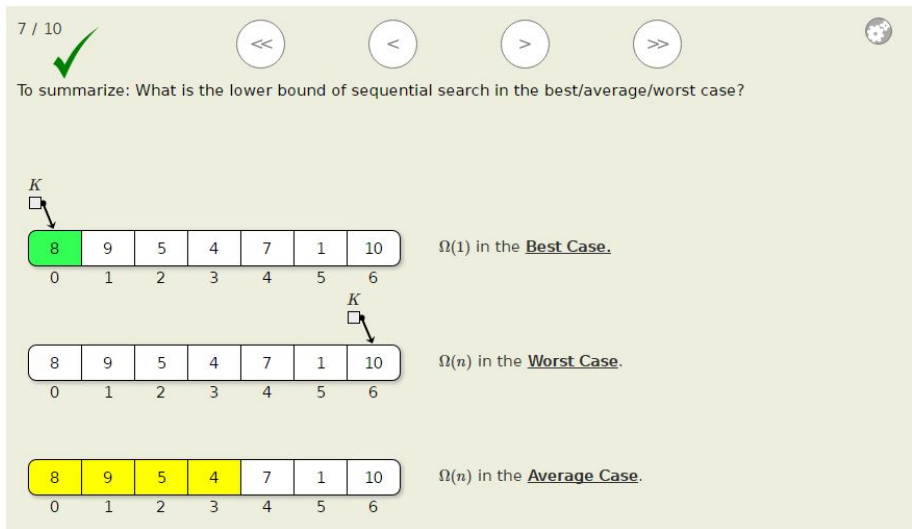 7 / 10
<<
<
>
>>
To summarize: What is the lower bound of sequential search in the best/average/worst case?
K
8 9 5 4 7 1 10
Ω(1) in the Best Case.
0 1 2 3 4 5 6
K
8 9 5 4 7 1 10
Ω(n) in the Worst Case.
0 1 2 3 4 5 6
8 9 5 4 7 1 10
Ω(n) in the Average Case.
0 1 2 3 4 5 6